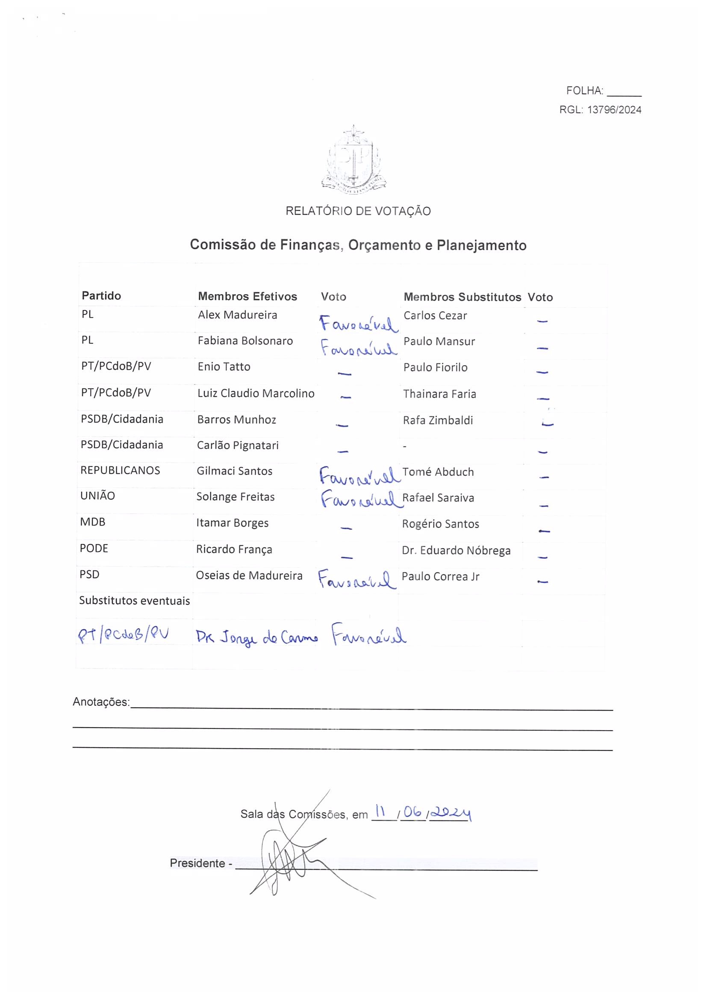 FOLHA: ______
RGL: 13796/2024
RELATÓRIO DE VOTAÇÃO
Comissão de Finanças, Orçamento e Planejamento
Partido Membros Efetivos Voto Membros Substitutos Voto
PL Alex Madureira Favorável Carlos Cezar —
PL Fabiana Bolsonaro Favorável Paulo Mansur —
PT/PCdoB/PV Enio Tatto — Paulo Fiorilo —
PT/PCdoB/PV Luiz Claudio Marcolino — Thainara Faria —
PSDB/Cidadania Barros Munhoz — Rafa Zimbaldi —
PSDB/Cidadania Carlão Pignatari — - —
REPUBLICANOS Gilmaci Santos Favorável Tomé Abduch —
UNIÃO Solange Freitas Favorável Rafael Saraiva —
MDB Itamar Borges — Rogério Santos —
PODE Ricardo França — Dr. Eduardo Nóbrega —
PSD Oseias de Madureira Favorável Paulo Correa Jr —
Substitutos eventuais
PT/PCdoB/PV Dr. Jorge do Carmo Favorável
Anotações:
Sala das Comissões, em 11/06/2024
Presidente -